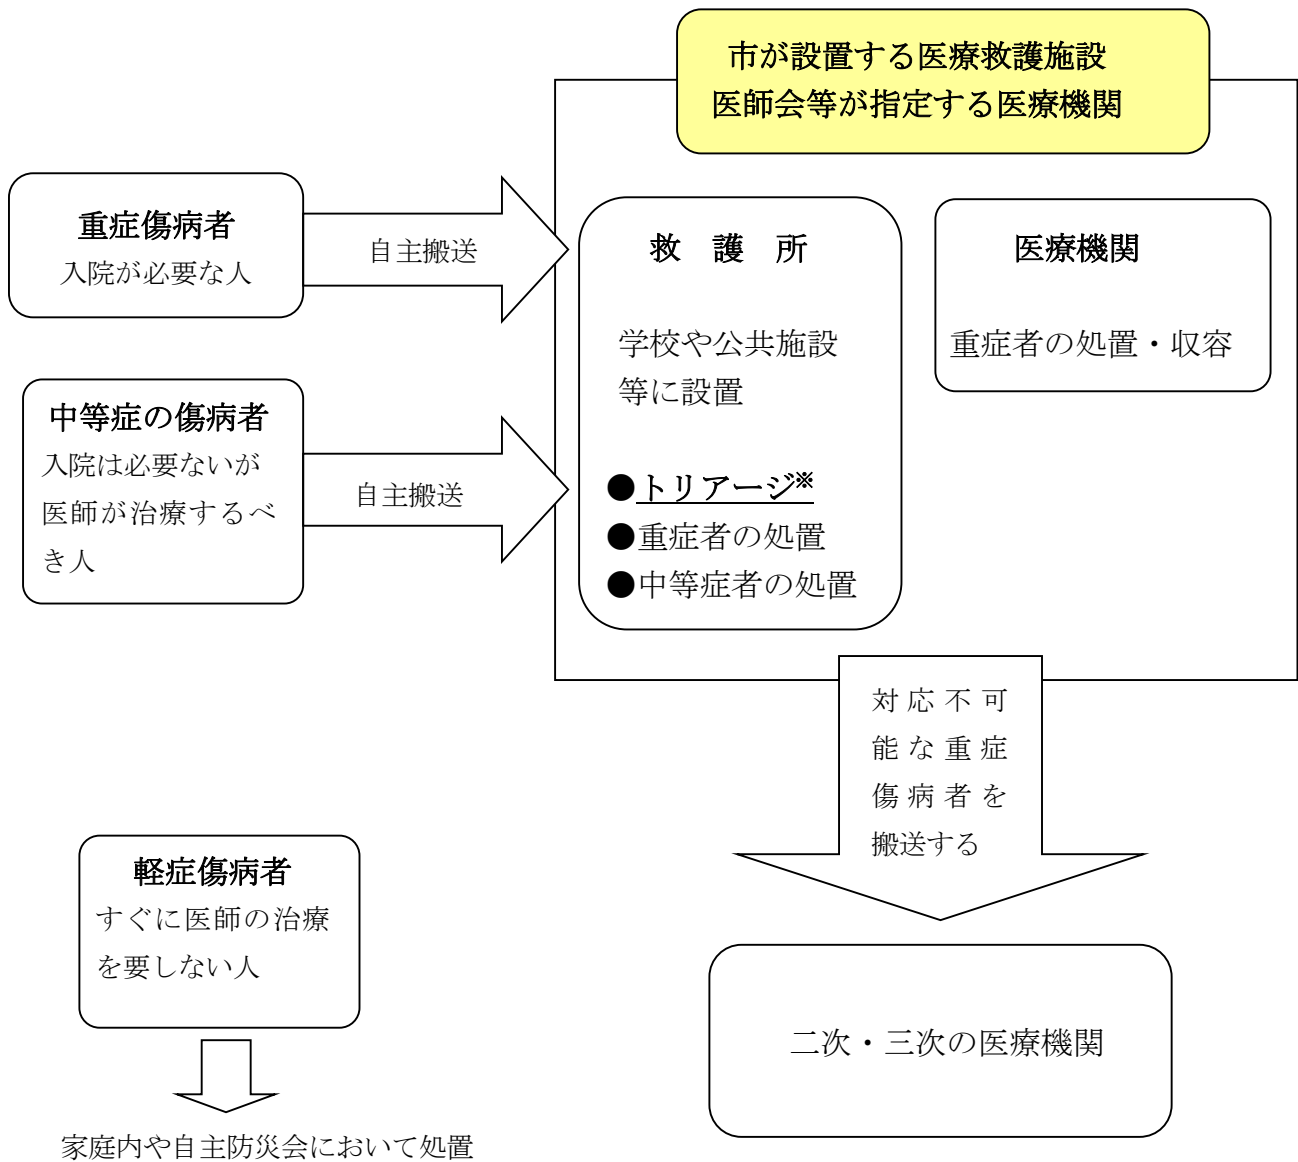 市が設置する医療救護施設
医師会等が指定する医療機関
重症傷病者
入院が必要な人
自主搬送
中等症の傷病者
入院は必要ないが
医師が治療するべ
き人
自主搬送
救　護　所
学校や公共施設
等に設置
●トリアージ※
●重症者の処置
●中等症者の処置
医療機関
重症者の処置・収容
対応不可
能な重症
傷病者を
搬送する
軽症傷病者
すぐに医師の治療
を要しない人
家庭内や自主防災会において処置
二次・三次の医療機関